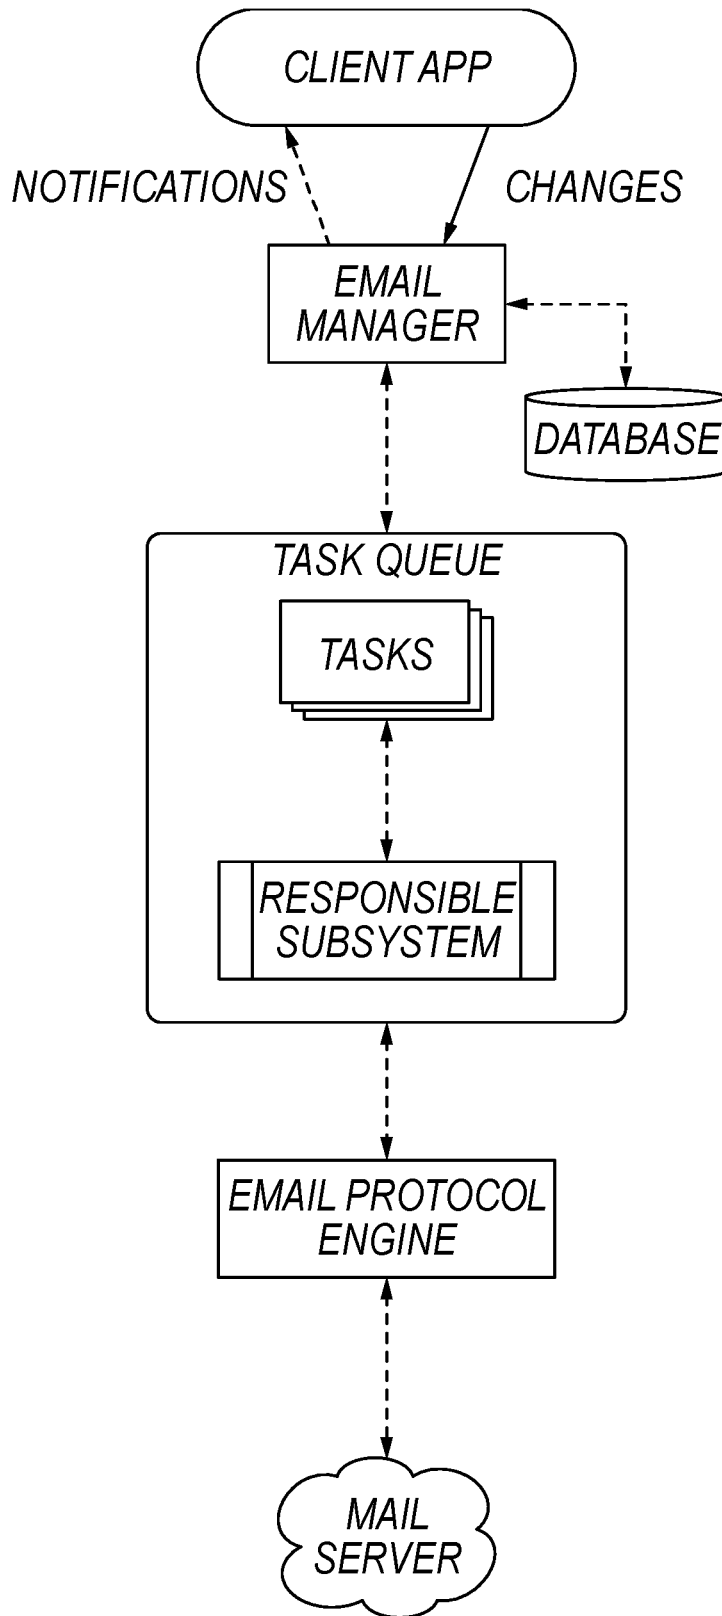 CLIENT APP
NOTIFICATIONS
CHANGES
EMAIL
MANAGER
DATABASE
TASK QUEUE
TASKS
RESPONSIBLE
SUBSYSTEM
EMAIL PROTOCOL
ENGINE
MAIL
SERVER